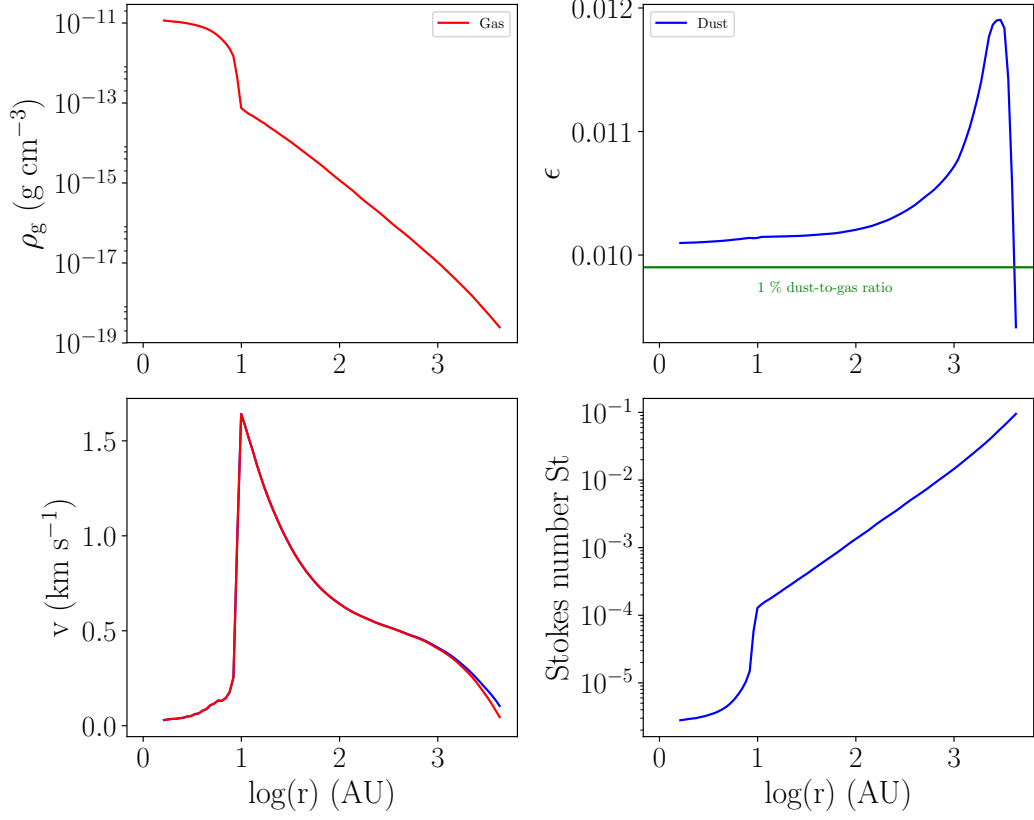 10⁻¹¹
10⁻¹³
10⁻¹⁵
10⁻¹⁷
10⁻¹⁹
ρ_g (g cm⁻³)
Gas
0 1 2 3
0.012
0.011
0.010
ϵ
Dust
1 % dust-to-gas ratio
0 1 2 3
1.5
1.0
0.5
0.0
v (km s⁻¹)
0 1 2 3
log(r) (AU)
10⁻¹
10⁻²
10⁻³
10⁻⁴
10⁻⁵
Stokes number St
0 1 2 3
log(r) (AU)